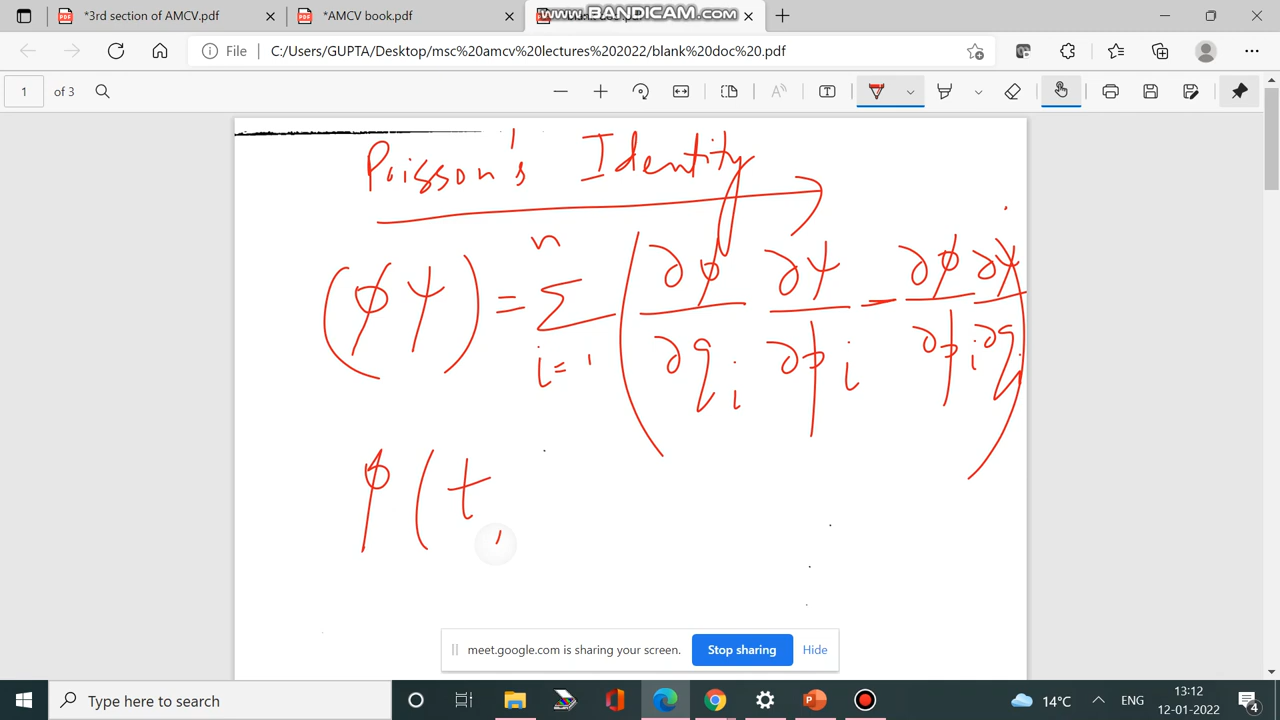 *3rd section of AMCV.pdf
*AMCV book.pdf
www.BANDICAM.com
File
C:/Users/GUPTA/Desktop/msc%20amcv%20lectures%202022/blank%20doc%20.pdf
1 of 3
Poisson's Identity
(ϕ ψ) = ∑_{i=1}^{n} (∂ϕ/∂q_i ∂ψ/∂p_i − ∂ϕ/∂p_i ∂ψ/∂q_i)
ϕ ( t ,
meet.google.com is sharing your screen.
Stop sharing
Hide
Type here to search
14°C
ENG
13:12
12-01-2022
4